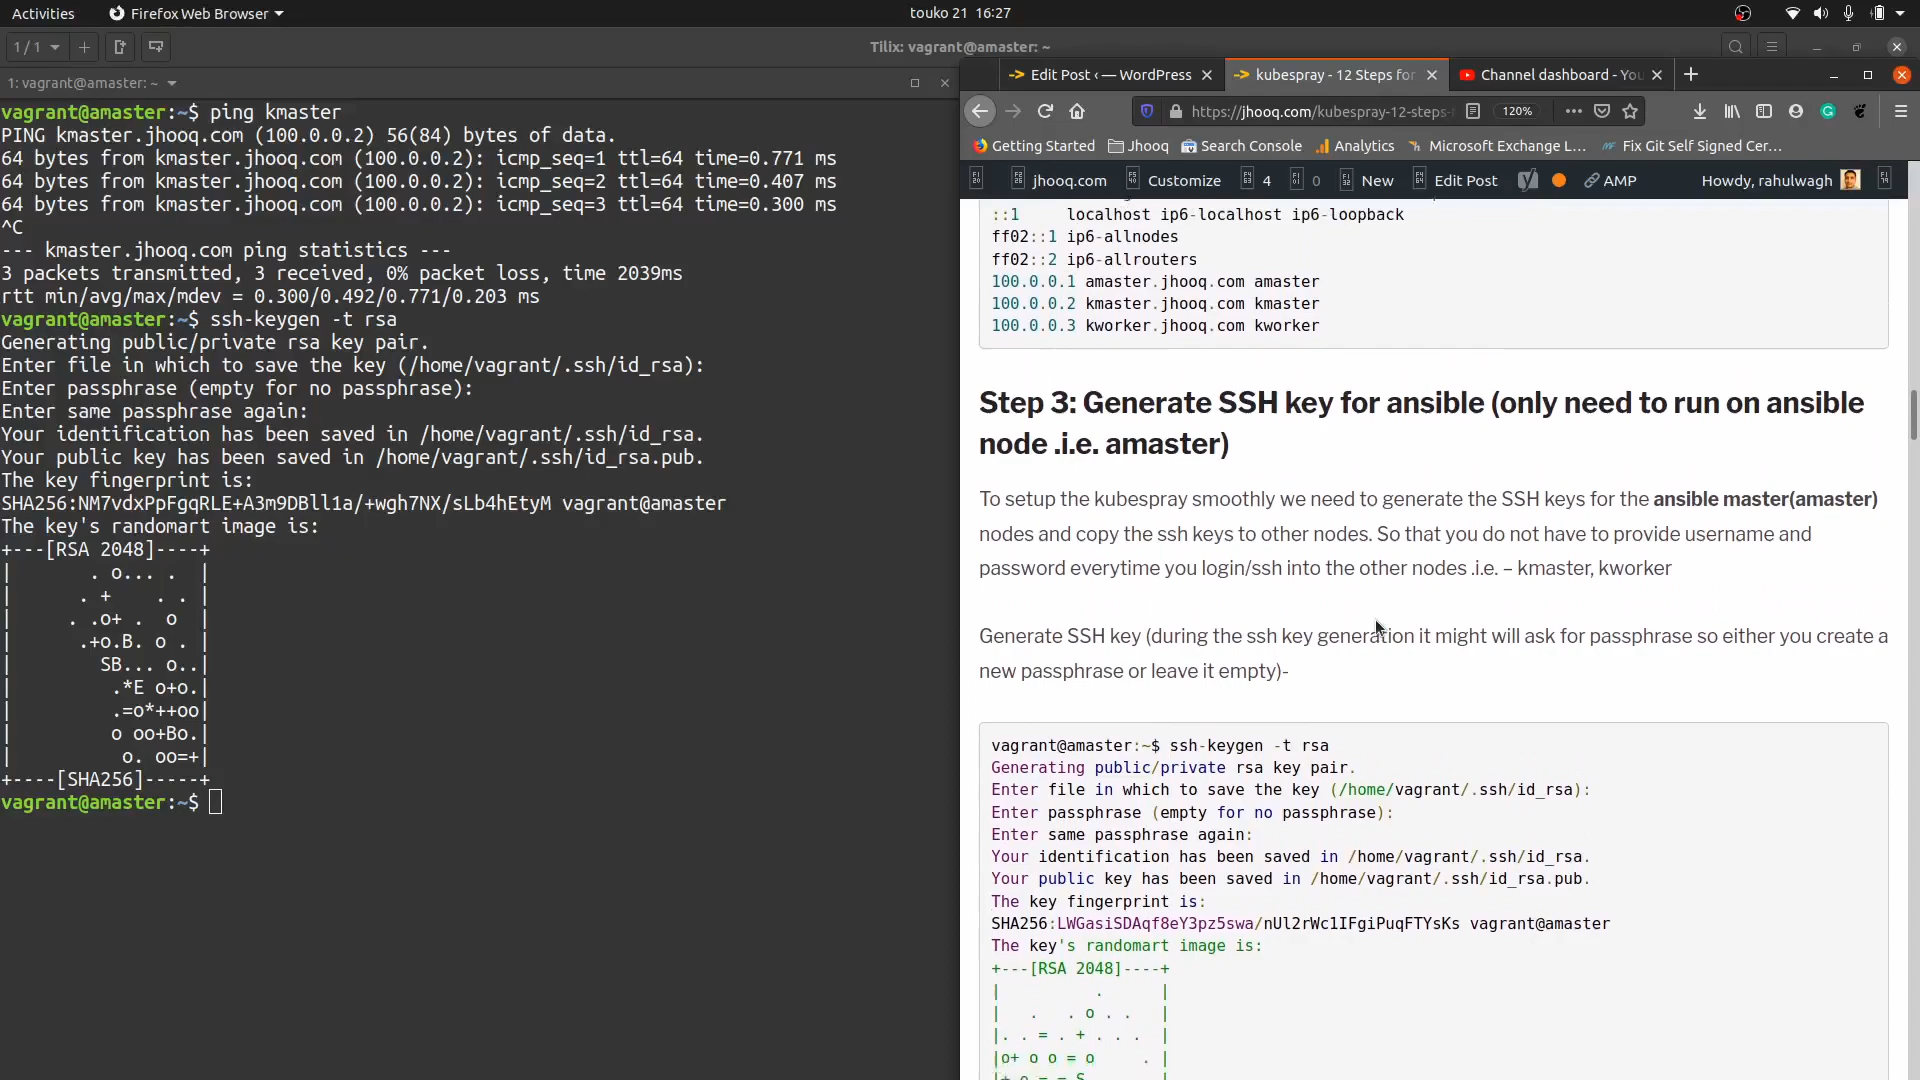 Activities
Firefox Web Browser
touko 21 16:27
1 / 1
Tilix: vagrant@amaster: ~
1: vagrant@amaster: ~
vagrant@amaster:~$ ping kmaster
PING kmaster.jhooq.com (100.0.0.2) 56(84) bytes of data.
64 bytes from kmaster.jhooq.com (100.0.0.2): icmp_seq=1 ttl=64 time=0.771 ms
64 bytes from kmaster.jhooq.com (100.0.0.2): icmp_seq=2 ttl=64 time=0.407 ms
64 bytes from kmaster.jhooq.com (100.0.0.2): icmp_seq=3 ttl=64 time=0.300 ms
^C
--- kmaster.jhooq.com ping statistics ---
3 packets transmitted, 3 received, 0% packet loss, time 2039ms
rtt min/avg/max/mdev = 0.300/0.492/0.771/0.203 ms
vagrant@amaster:~$ ssh-keygen -t rsa
Generating public/private rsa key pair.
Enter file in which to save the key (/home/vagrant/.ssh/id_rsa):
Enter passphrase (empty for no passphrase):
Enter same passphrase again:
Your identification has been saved in /home/vagrant/.ssh/id_rsa.
Your public key has been saved in /home/vagrant/.ssh/id_rsa.pub.
The key fingerprint is:
SHA256:NM7vdxPpFgqRLE+A3m9DBll1a/+wgh7NX/sLb4hEtyM vagrant@amaster
The key's randomart image is:
+---[RSA 2048]----+
|        . o... .  |
|       . +    . . |
|      . .o+ .  o  |
|       .+o.B. o . |
|         SB... o..|
|          .*E o+o.|
|          .=o*++oo|
|          o oo+Bo.|
|           o. oo=+|
+----[SHA256]-----+
vagrant@amaster:~$
Edit Post ‹ — WordPress
kubespray - 12 Steps for
Channel dashboard - You
https://jhooq.com/kubespray-12-steps-
120%
Getting Started
Jhooq
Search Console
Analytics
Microsoft Exchange L...
Fix Git Self Signed Cer...
jhooq.com
Customize
4
0
New
Edit Post
AMP
Howdy, rahulwagh
::1     localhost ip6-localhost ip6-loopback
ff02::1 ip6-allnodes
ff02::2 ip6-allrouters
100.0.0.1 amaster.jhooq.com amaster
100.0.0.2 kmaster.jhooq.com kmaster
100.0.0.3 kworker.jhooq.com kworker
Step 3: Generate SSH key for ansible (only need to run on ansible
node .i.e. amaster)
To setup the kubespray smoothly we need to generate the SSH keys for the ansible master(amaster)
nodes and copy the ssh keys to other nodes. So that you do not have to provide username and
password everytime you login/ssh into the other nodes .i.e. – kmaster, kworker
Generate SSH key (during the ssh key generation it might will ask for passphrase so either you create a
new passphrase or leave it empty)-
vagrant@amaster:~$ ssh-keygen -t rsa
Generating public/private rsa key pair.
Enter file in which to save the key (/home/vagrant/.ssh/id_rsa):
Enter passphrase (empty for no passphrase):
Enter same passphrase again:
Your identification has been saved in /home/vagrant/.ssh/id_rsa.
Your public key has been saved in /home/vagrant/.ssh/id_rsa.pub.
The key fingerprint is:
SHA256:LWGasiSDAqf8eY3pz5swa/nUl2rWc1IFgiPuqFTYsKs vagrant@amaster
The key's randomart image is:
+---[RSA 2048]----+
|          .      |
|   .   . o . .   |
|. . = . + . . .  |
|o+ o o = o     . |